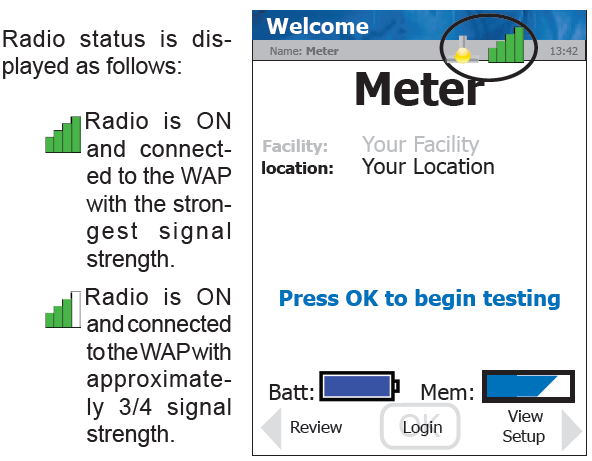 Radio status is dis-
played as follows:
Radio is ON
and connect-
ed to the WAP
with the stron-
gest signal
strength.
Radio is ON
and connected
to the WAP with
approximate-
ly 3/4 signal
strength.
Welcome
Name: Meter 13:42
Meter
Facility: Your Facility
location: Your Location
Press OK to begin testing
Batt: Mem:
Review OK Login View
Setup